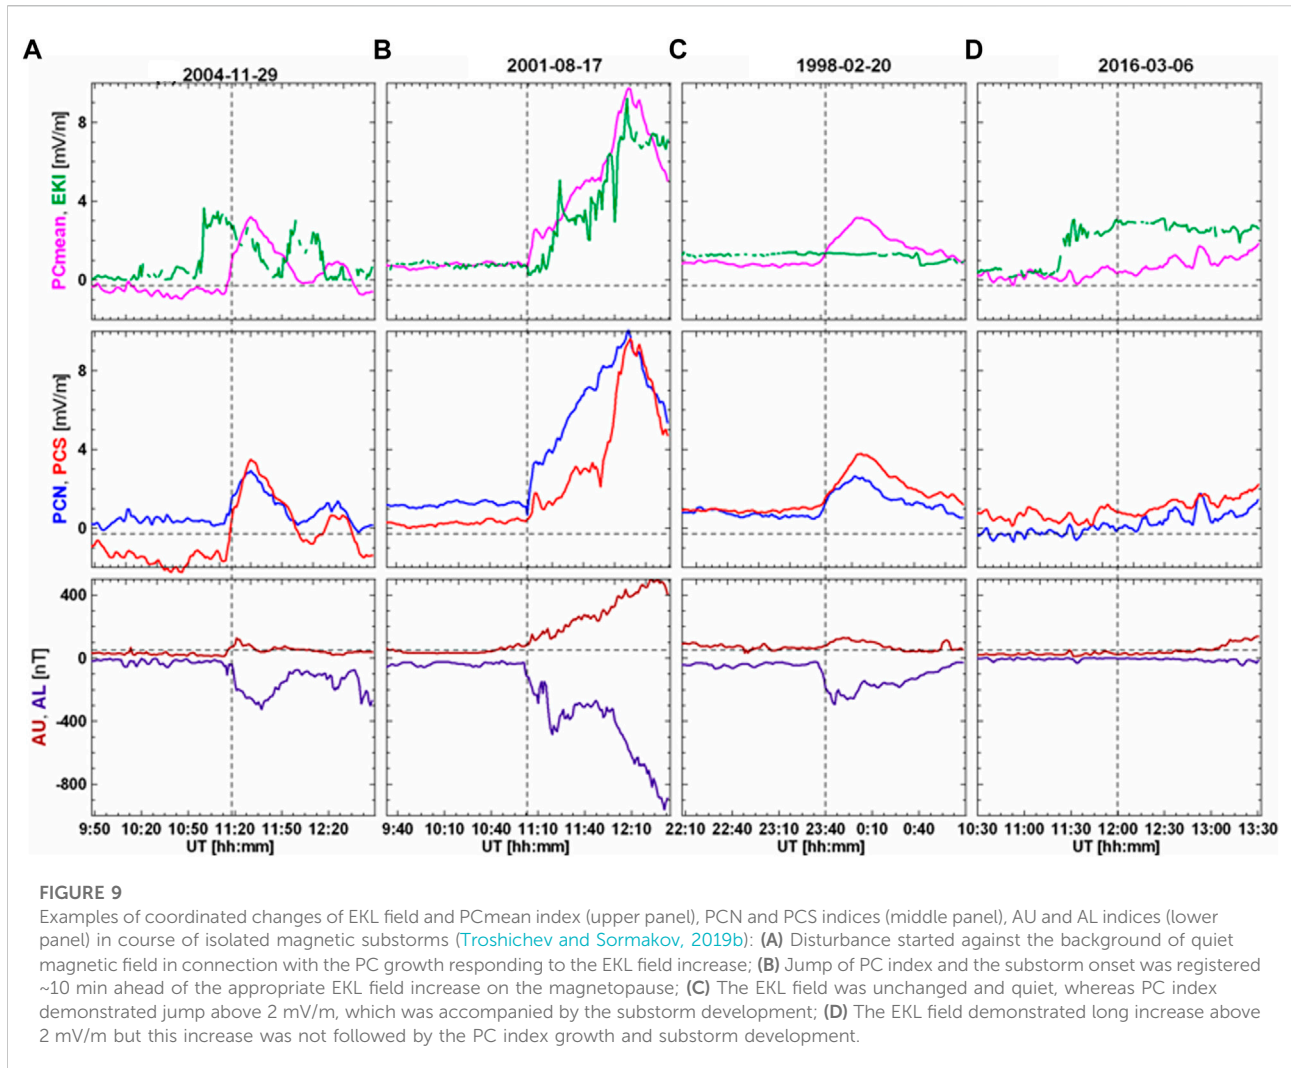 A
B
C
D
2004-11-29
2001-08-17
1998-02-20
2016-03-06
PCmean, EKI [mV/m]
8
4
0
PCN, PCS [mV/m]
8
4
0
AU, AL [nT]
400
0
-400
-800
9:50 10:20 10:50 11:20 11:50 12:20
UT [hh:mm]
9:40 10:10 10:40 11:10 11:40 12:10
UT [hh:mm]
22:10 22:40 23:10 23:40 0:10 0:40
UT [hh:mm]
10:30 11:00 11:30 12:00 12:30 13:00 13:30
UT [hh:mm]
FIGURE 9
Examples of coordinated changes of EKL field and PCmean index (upper panel), PCN and PCS indices (middle panel), AU and AL indices (lower
panel) in course of isolated magnetic substorms (Troshichev and Sormakov, 2019b): (A) Disturbance started against the background of quiet
magnetic field in connection with the PC growth responding to the EKL field increase; (B) Jump of PC index and the substorm onset was registered
~10 min ahead of the appropriate EKL field increase on the magnetopause; (C) The EKL field was unchanged and quiet, whereas PC index
demonstrated jump above 2 mV/m, which was accompanied by the substorm development; (D) The EKL field demonstrated long increase above
2 mV/m but this increase was not followed by the PC index growth and substorm development.